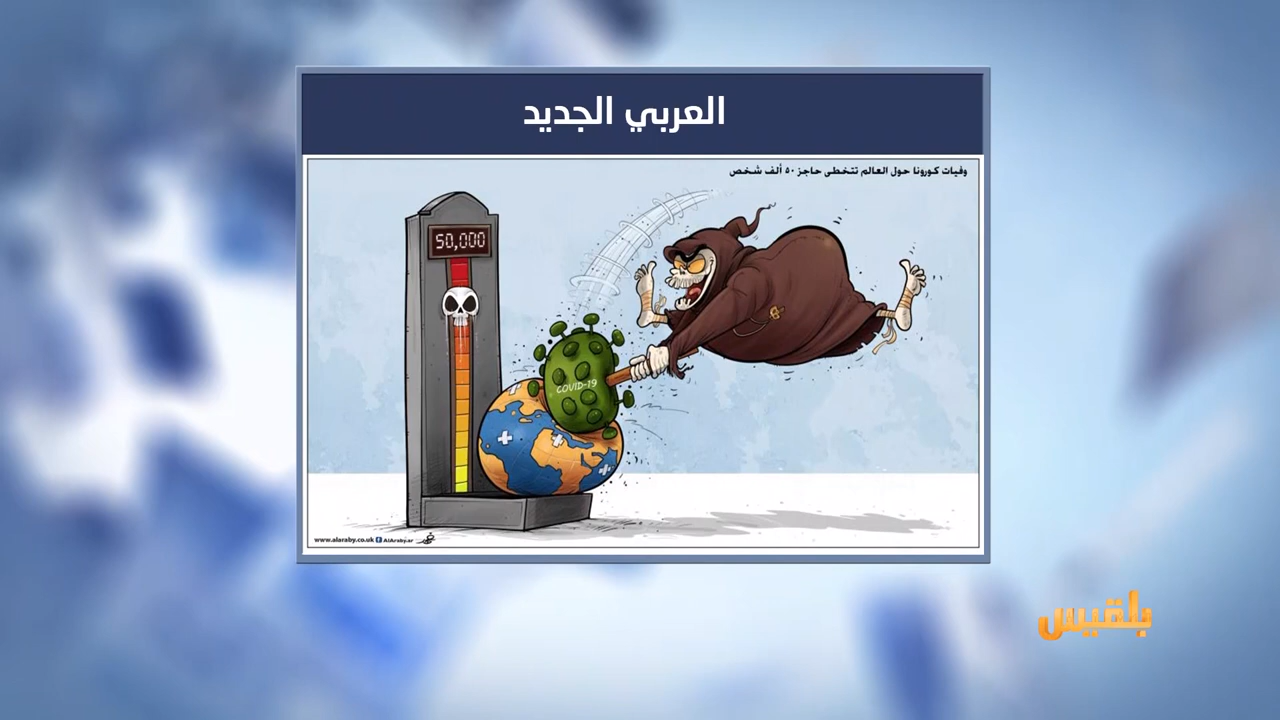 العربي الجديد
وفيات كورونا حول العالم تتخطى حاجز ٥٠ ألف شخص
50,000
COVID-19
www.alaraby.co.uk f AlAraby.ar
بلقيس